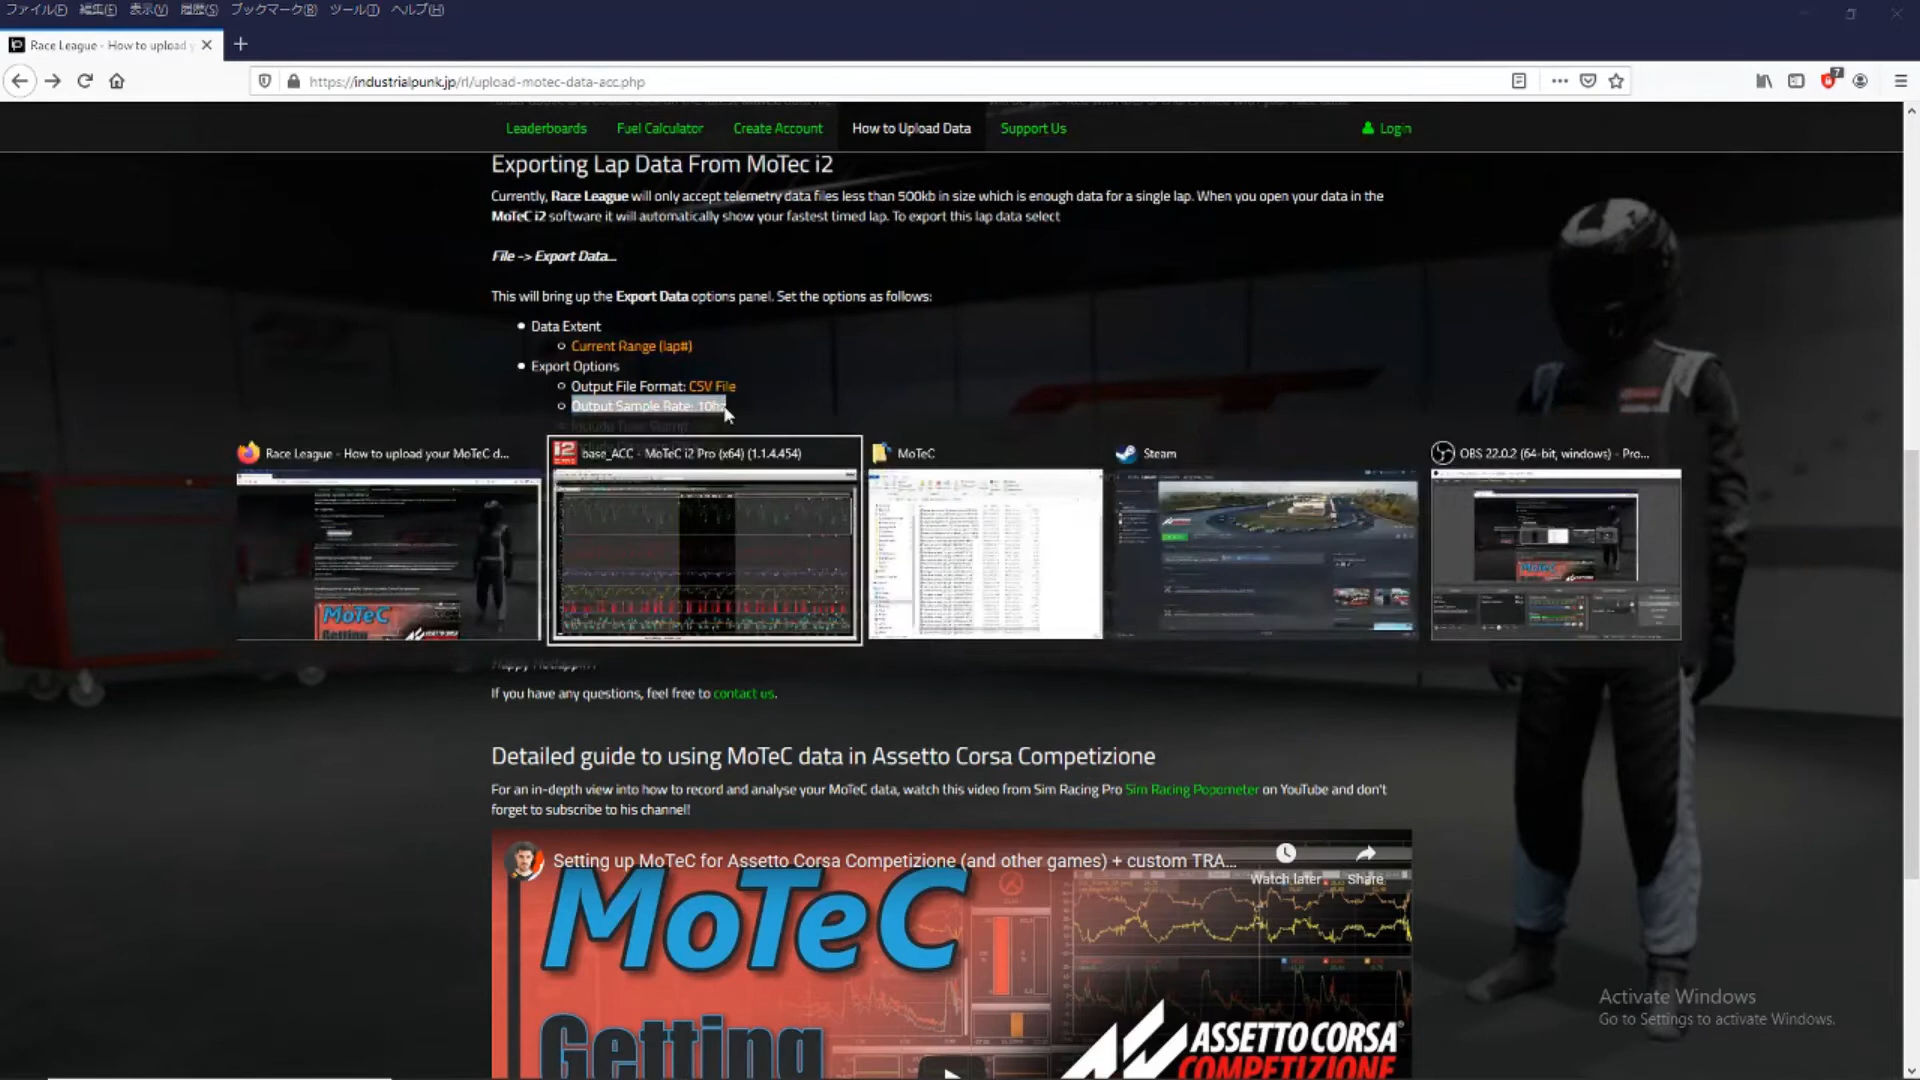 ファイル(F) 編集(E) 表示(V) 履歴(S) ブックマーク(B) ツール(T) ヘルプ(H)
Race League - How to upload y
https://industrialpunk.jp/rl/upload-motec-data-acc.php
7
Leaderboards Fuel Calculator Create Account How to Upload Data Support Us Login
Exporting Lap Data From MoTec i2
Currently, Race League will only accept telemetry data files less than 500kb in size which is enough data for a single lap. When you open your data in the
MoTeC i2 software it will automatically show your fastest timed lap. To export this lap data select
File -> Export Data...
This will bring up the Export Data options panel. Set the options as follows:
Data Extent
Current Range (lap#)
Export Options
Output File Format: CSV File
Output Sample Rate: 10hz
Include Time Stamp
Race League - How to upload your MoTeC d...
i2 base_ACC - MoTeC i2 Pro (x64) (1.1.4.454)
MoTeC
Steam
OBS 22.0.2 (64-bit, windows) - Pro...
MoTeC
Getting
ASSETTO CORSA
Happy Hotlappin'!
If you have any questions, feel free to contact us.
Detailed guide to using MoTeC data in Assetto Corsa Competizione
For an in-depth view into how to record and analyse your MoTeC data, watch this video from Sim Racing Pro Sim Racing Popometer on YouTube and don't
forget to subscribe to his channel!
Setting up MoTeC for Assetto Corsa Competizione (and other games) + custom TRA...
Watch later Share
MoTeC
Getting
ASSETTO CORSA
COMPETIZIONE
Activate Windows
Go to Settings to activate Windows.